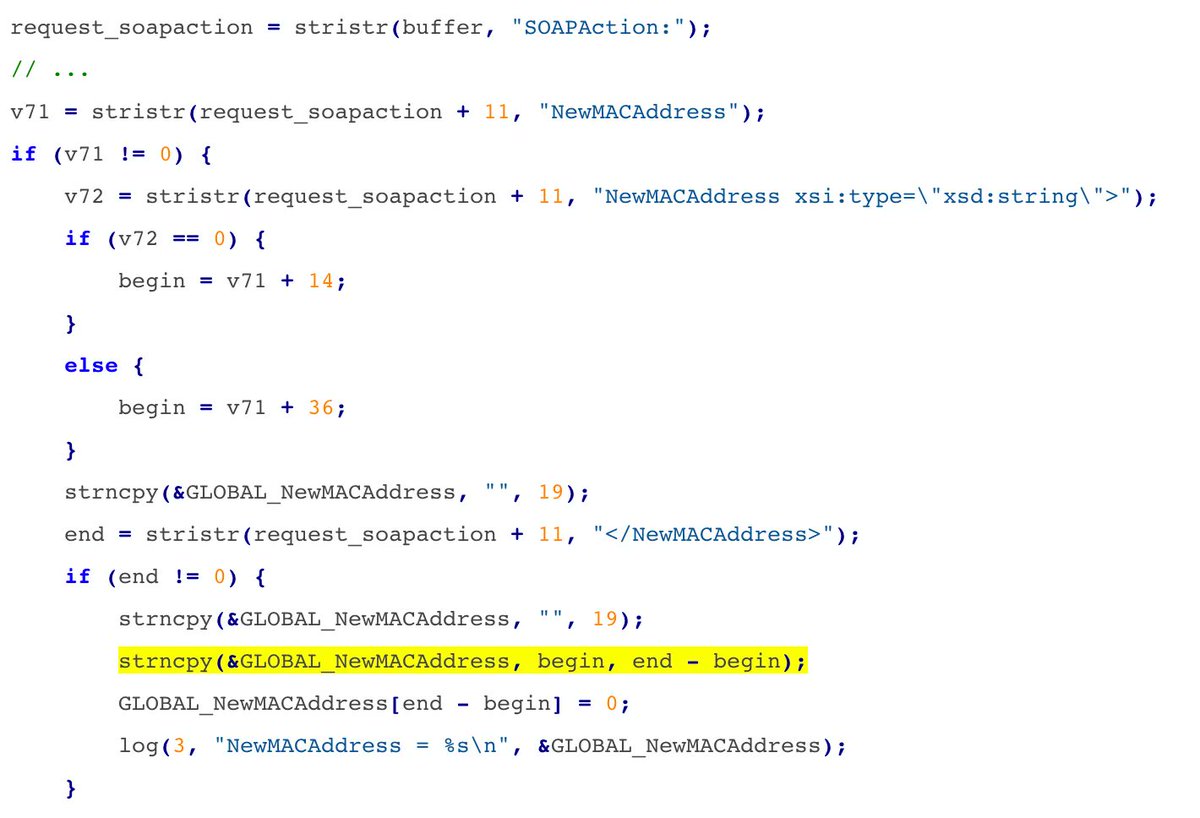 request_soapaction = stristr(buffer, "SOAPAction:");
// ...
v71 = stristr(request_soapaction + 11, "NewMACAddress");
if (v71 != 0) {
    v72 = stristr(request_soapaction + 11, "NewMACAddress xsi:type=\"xsd:string\">");
    if (v72 == 0) {
        begin = v71 + 14;
    }
    else {
        begin = v71 + 36;
    }
    strncpy(&GLOBAL_NewMACAddress, "", 19);
    end = stristr(request_soapaction + 11, "</NewMACAddress>");
    if (end != 0) {
        strncpy(&GLOBAL_NewMACAddress, "", 19);
        strncpy(&GLOBAL_NewMACAddress, begin, end - begin);
        GLOBAL_NewMACAddress[end - begin] = 0;
        log(3, "NewMACAddress = %s\n", &GLOBAL_NewMACAddress);
    }